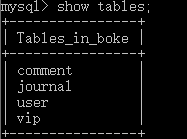 mysql> show tables;
+----------------+
| Tables_in_boke |
+----------------+
| comment        |
| journal        |
| user           |
| vip            |
+----------------+